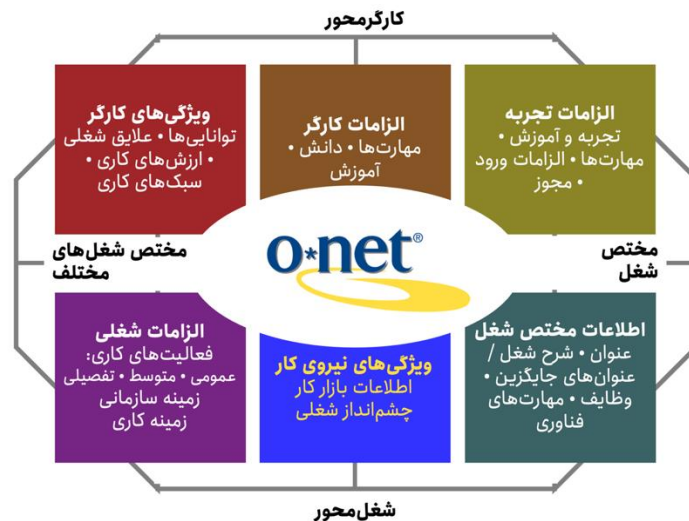 کارگرمحور
الزامات تجربه
تجربه و آموزش •
مهارت‌ها • الزامات ورود
• مجوز
الزامات کارگر
مهارت‌ها • دانش •
آموزش
ویژگی‌های کارگر
توانایی‌ها • علایق شغلی
• ارزش‌های کاری •
سبک‌های کاری
مختص
شغل
o*net®
مختص شغل‌های
مختلف
اطلاعات مختص شغل
عنوان • شرح شغل /
عنوان‌های جایگزین •
وظایف • مهارت‌های
فناوری
ویژگی‌های نیروی کار
اطلاعات بازار کار
چشم‌انداز شغلی
الزامات شغلی
فعالیت‌های کاری:
عمومی • متوسط • تفصیلی
زمینه سازمانی
زمینه کاری
شغل‌محور